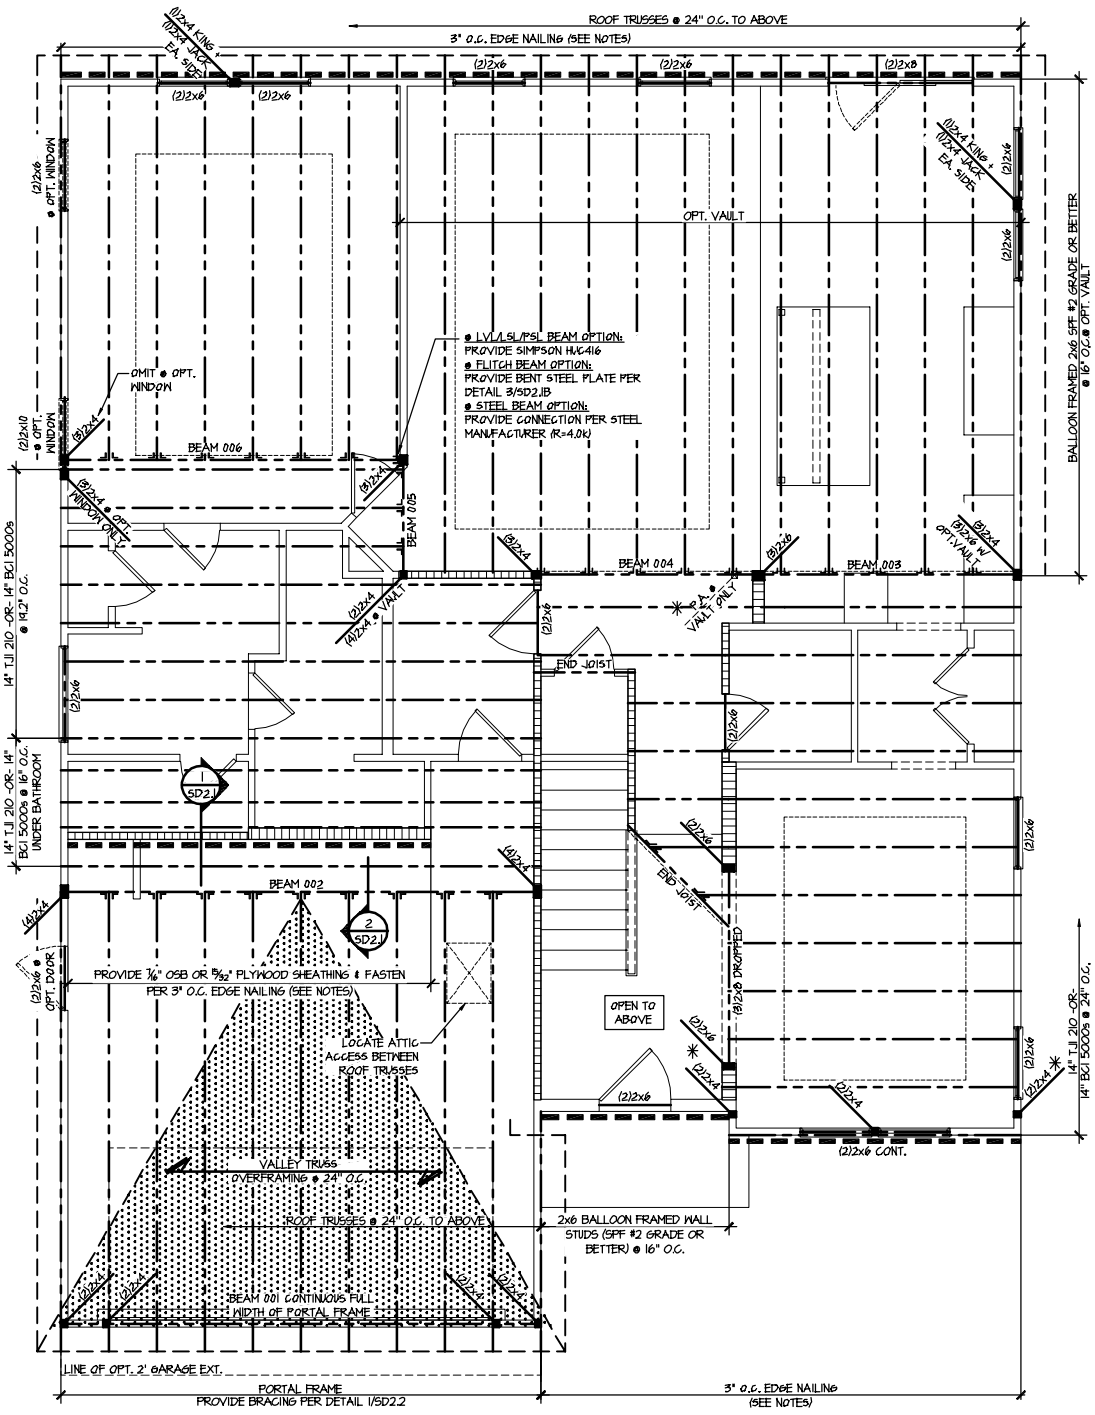 ROOF TRUSSES @ 24" O.C. TO ABOVE
3" O.C. EDGE NAILING (SEE NOTES)
(1)2x4 KING +
(1)2x4 JACK
EA. SIDE
(2)2x6
(2)2x6
(2)2x6
(2)2x6
(2)2x8
(2)2x6
@ OPT. WINDOW
(1)2x4 KING +
(1)2x4 JACK
EA. SIDE
(2)2x6
(2)2x6
OPT. VAULT
BALLOON FRAMED 2x6 SPF #2 GRADE OR BETTER
@ 16" O.C.@ OPT. VAULT
@ LVL/LSL/PSL BEAM OPTION:
PROVIDE SIMPSON HUC416
@ FLITCH BEAM OPTION:
PROVIDE BENT STEEL PLATE PER
DETAIL 3/SD2.1B
@ STEEL BEAM OPTION:
PROVIDE CONNECTION PER STEEL
MANUFACTURER (R=4.0K)
OMIT @ OPT.
WINDOW
(2)2x10
@ OPT.
WINDOW
(3)2x4
BEAM 006
(3)2x4
(3)2x4 @ OPT.
WINDOW ONLY
BEAM 005
(3)2x4
BEAM 004
(3)2x6
BEAM 003
(3)2x4
(3)2x6 W/
OPT.VAULT
14" TJI 210 -OR- 14" BCI 5000s
@ 19.2" O.C.
(2)2x4
(4)2x4 @ VAULT
(2)2x6
P.A. @
VAULT ONLY
END JOIST
(2)2x6
(2)2x6
14" TJI 210 -OR- 14"
BCI 5000s @ 16" O.C.
UNDER BATHROOM
1
SD2.1
(2)2x6
(2)2x6
(4)2x4
END JOIST
BEAM 002
(4)2x4
2
SD2.1
(2)2x6 @
OPT. DOOR
PROVIDE 7/16" OSB OR 15/32" PLYWOOD SHEATHING & FASTEN
PER 3" O.C. EDGE NAILING (SEE NOTES)
(3)2x8 DROPPED
OPEN TO
ABOVE
LOCATE ATTIC
ACCESS BETWEEN
ROOF TRUSSES
(2)2x6
(2)2x4
(2)2x6
(2)2x6
(2)2x4
(2)2x4
14" TJI 210 -OR-
14" BCI 5000s @ 24" O.C.
(2)2x6 CONT.
VALLEY TRUSS
OVERFRAMING @ 24" O.C.
ROOF TRUSSES @ 24" O.C. TO ABOVE
2x6 BALLOON FRAMED WALL
STUDS (SPF #2 GRADE OR
BETTER) @ 16" O.C.
(2)2x4
(2)2x4
(2)2x4
(2)2x4
BEAM 001 CONTINUOUS FULL
WIDTH OF PORTAL FRAME
LINE OF OPT. 2' GARAGE EXT.
PORTAL FRAME
PROVIDE BRACING PER DETAIL 1/SD2.2
3" O.C. EDGE NAILING
(SEE NOTES)